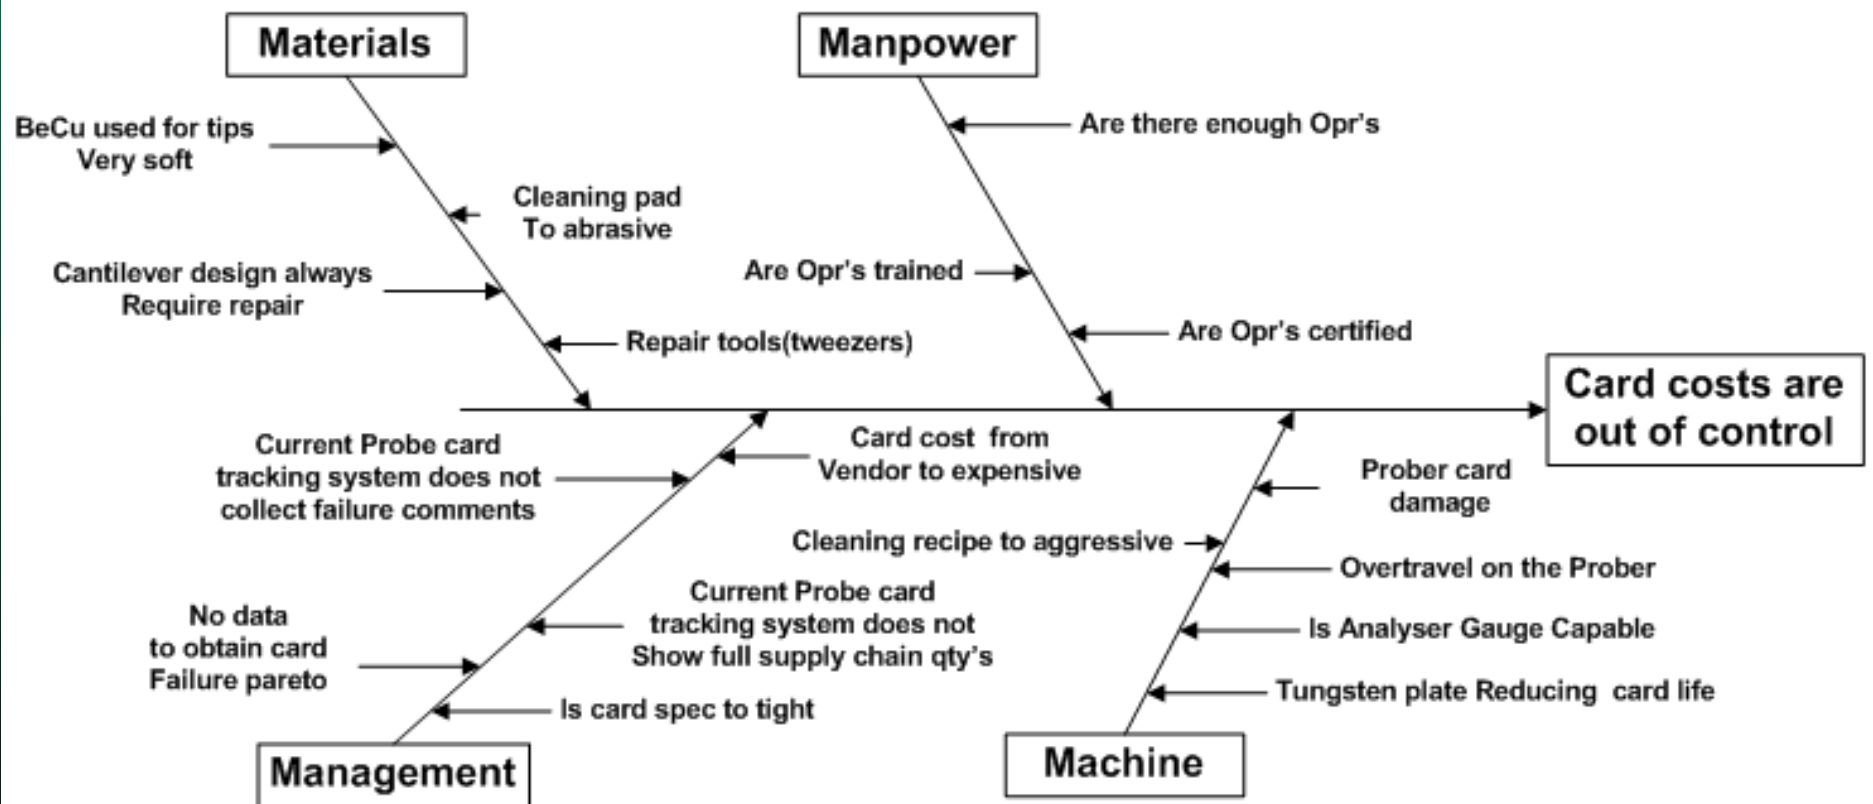 Materials
Manpower
BeCu used for tips
Very soft
Are there enough Opr's
Cleaning pad
To abrasive
Cantilever design always
Require repair
Are Opr's trained
Repair tools(tweezers)
Are Opr's certified
Card costs are
out of control
Current Probe card
tracking system does not
collect failure comments
Card cost from
Vendor to expensive
Prober card
damage
Cleaning recipe to aggressive
Overtravel on the Prober
No data
to obtain card
Failure pareto
Current Probe card
tracking system does not
Show full supply chain qty's
Is Analyser Gauge Capable
Is card spec to tight
Tungsten plate Reducing card life
Management
Machine